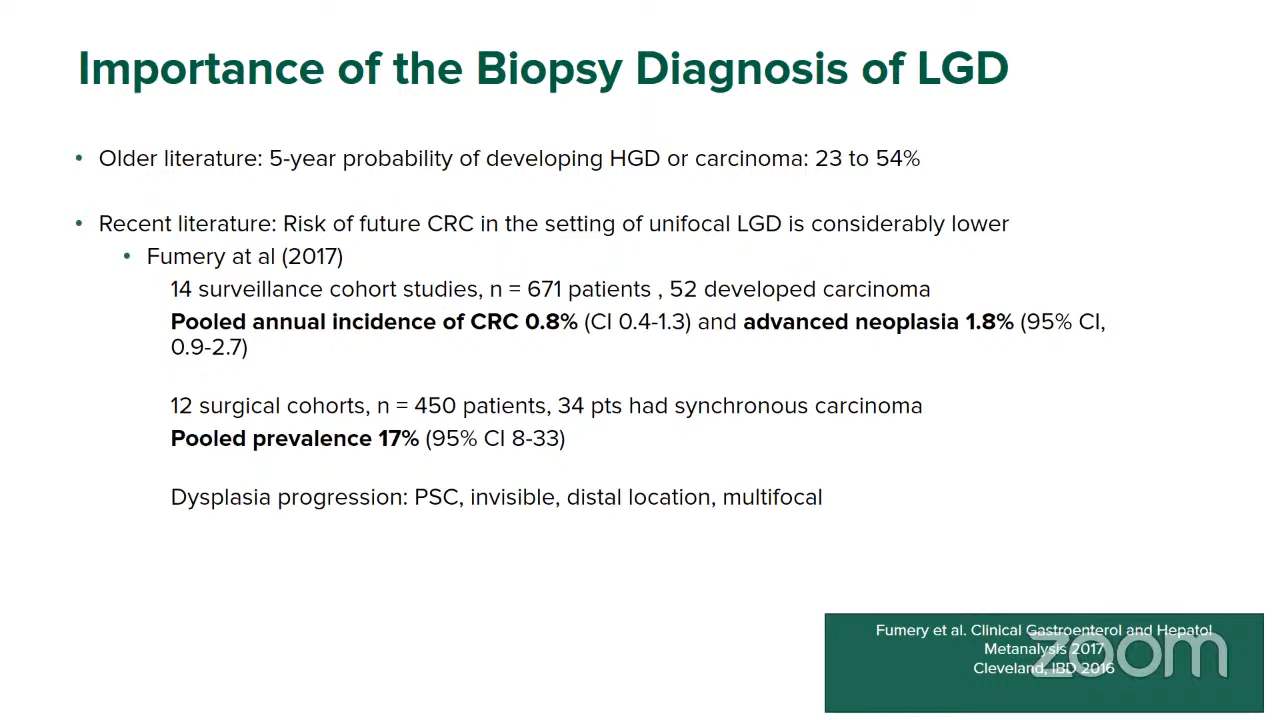 Importance of the Biopsy Diagnosis of LGD
• Older literature: 5-year probability of developing HGD or carcinoma: 23 to 54%
• Recent literature: Risk of future CRC in the setting of unifocal LGD is considerably lower
• Fumery at al (2017)
14 surveillance cohort studies, n = 671 patients , 52 developed carcinoma
Pooled annual incidence of CRC 0.8% (CI 0.4-1.3) and advanced neoplasia 1.8% (95% CI,
0.9-2.7)
12 surgical cohorts, n = 450 patients, 34 pts had synchronous carcinoma
Pooled prevalence 17% (95% CI 8-33)
Dysplasia progression: PSC, invisible, distal location, multifocal
Fumery et al. Clinical Gastroenterol and Hepatol
Metanalysis 2017
Cleveland, IBD 2016
zoom